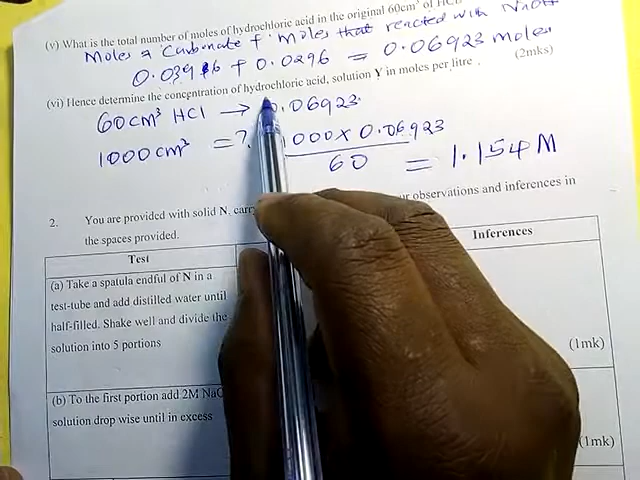 (v) What is the total number of moles of hydrochloric acid in the original 60cm³ of HCl
Moles of Carbonate + Moles that reacted with NaOH
+ 0.0296 = 0.06923 moles
(vi) Hence determine the concentration of hydrochloric acid, solution Y in moles per litre (2mks)
60cm³ HCl → 0.06923
1000cm³ = ? 1000 x 0.06923
60 = 1.154M
2. You are provided with solid N. observations and inferences in
the spaces provided.
Test Inferences
(a) Take a spatula endful of N in a
test-tube and add distilled water until
half-filled. Shake well and divide the
solution into 5 portions
(1mk)
(b) To the first portion add 2M
solution drop wise until in excess
(1mk)